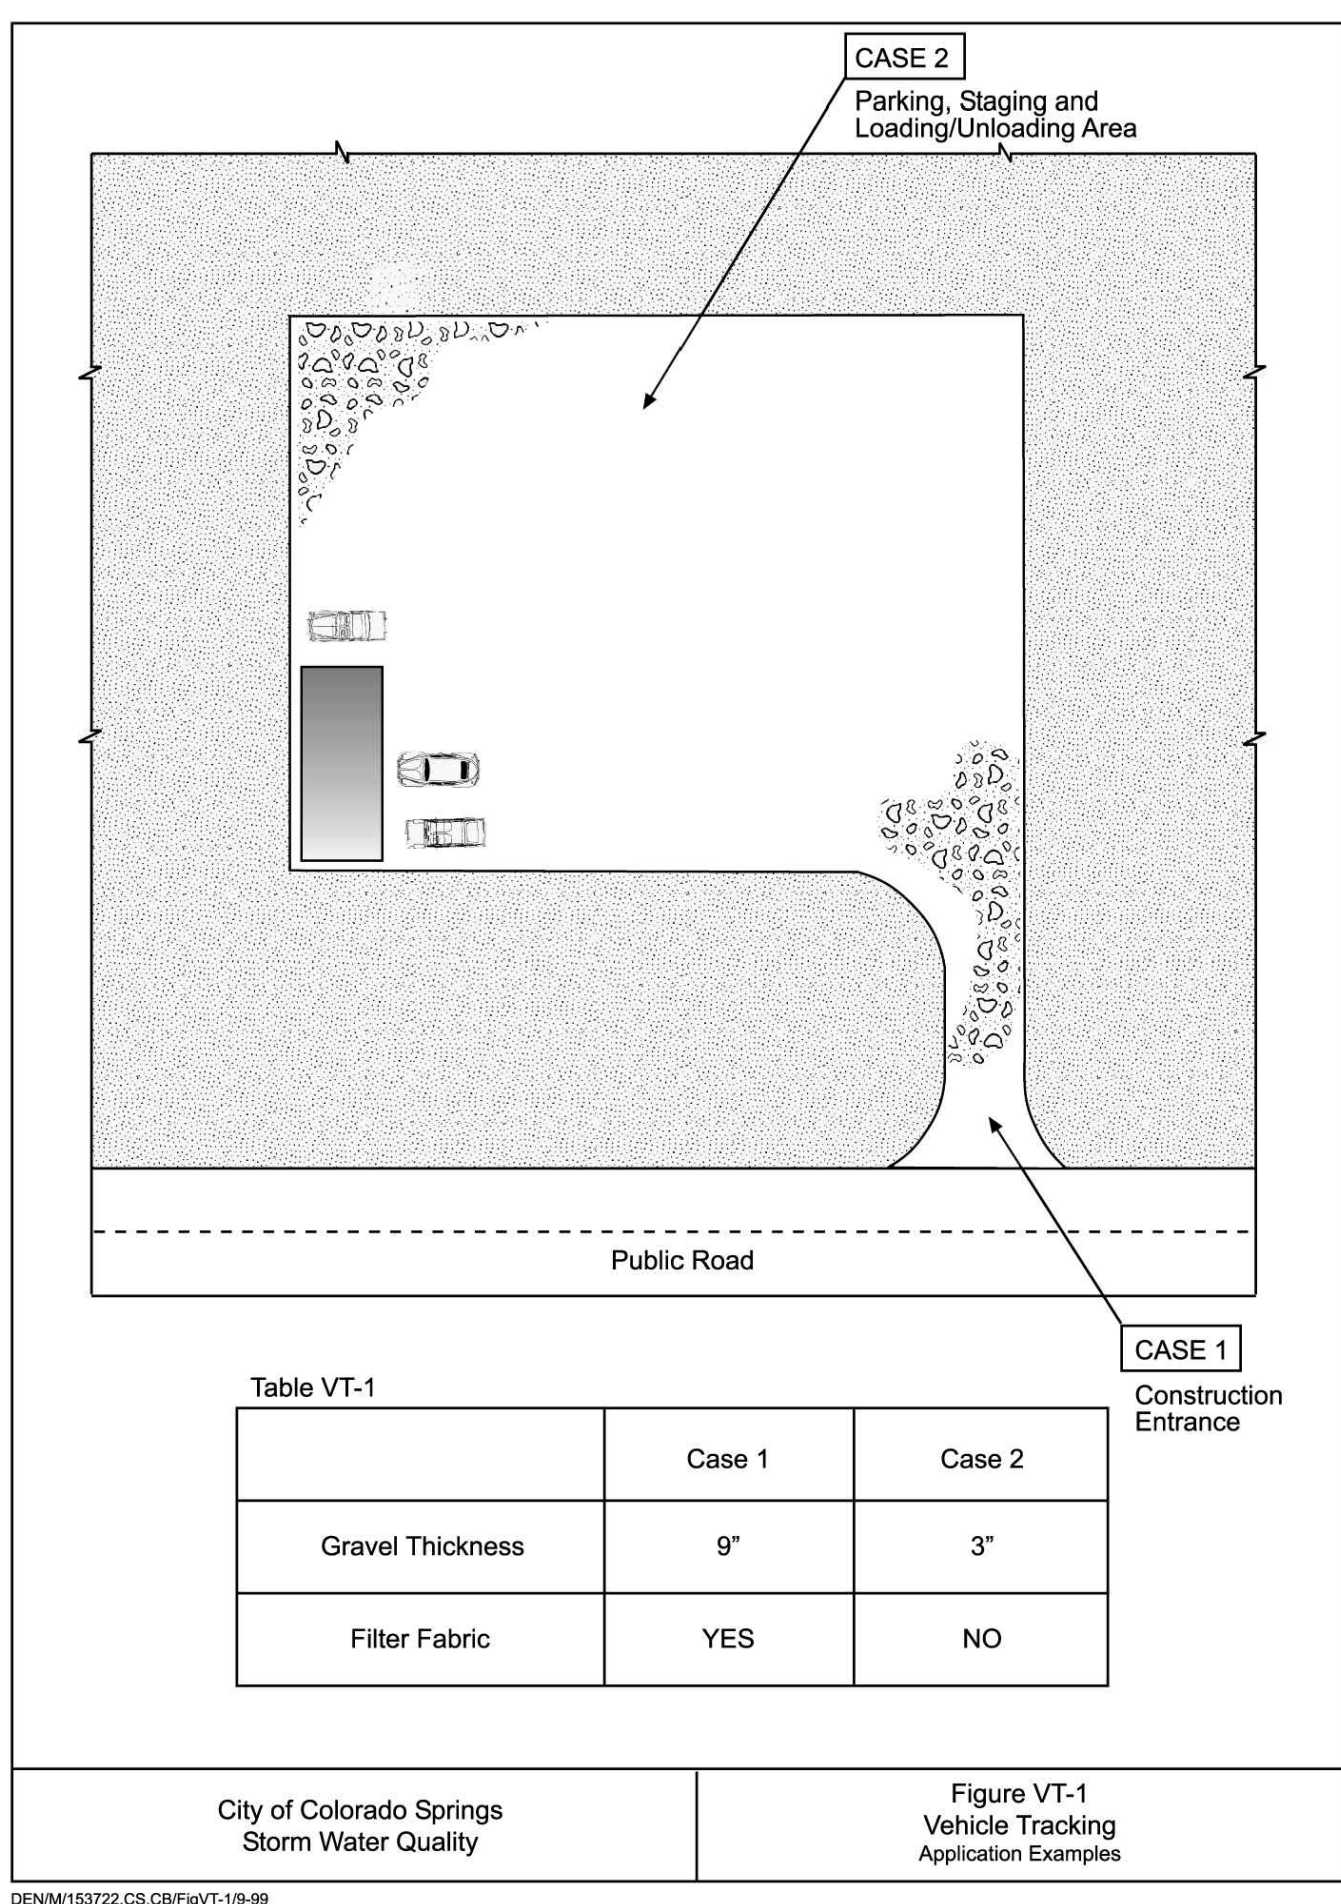 CASE 2
Parking, Staging and
Loading/Unloading Area
Public Road
CASE 1
Construction
Entrance
Table VT-1
Case 1 Case 2
Gravel Thickness 9” 3”
Filter Fabric YES NO
City of Colorado Springs
Storm Water Quality
Figure VT-1
Vehicle Tracking
Application Examples
DEN/M/153722.CS.CB/FigVT-1/9-99